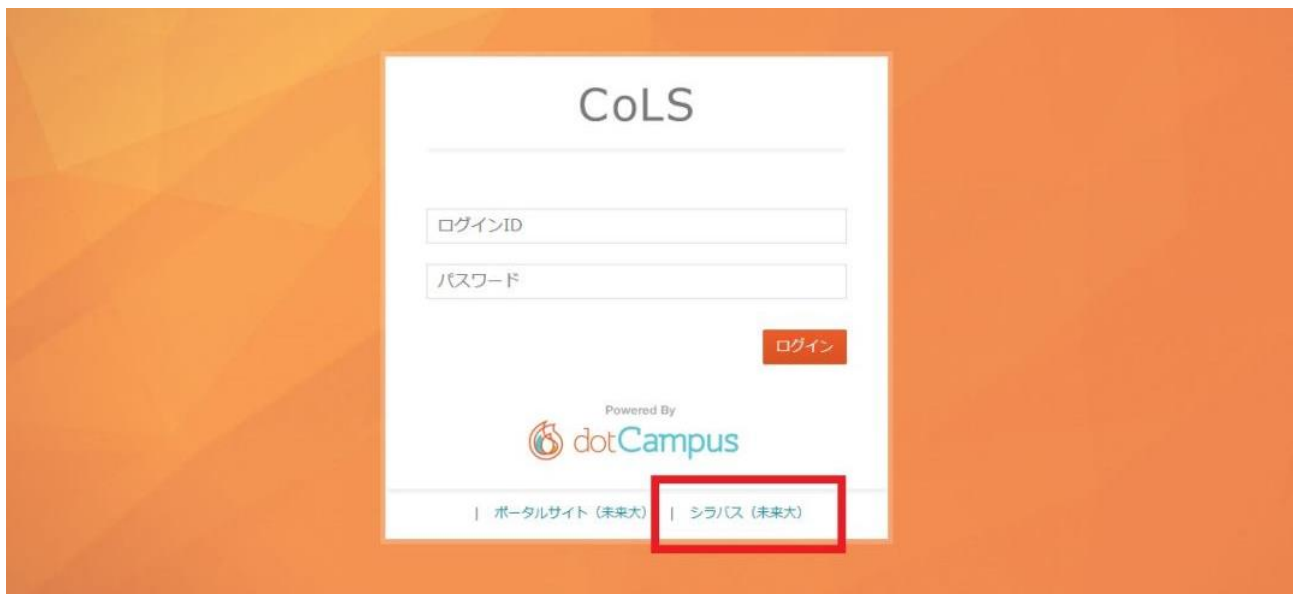 CoLS
ログインID
パスワード
ログイン
Powered By
dotCampus
| ポータルサイト（未来大） | シラバス（未来大）